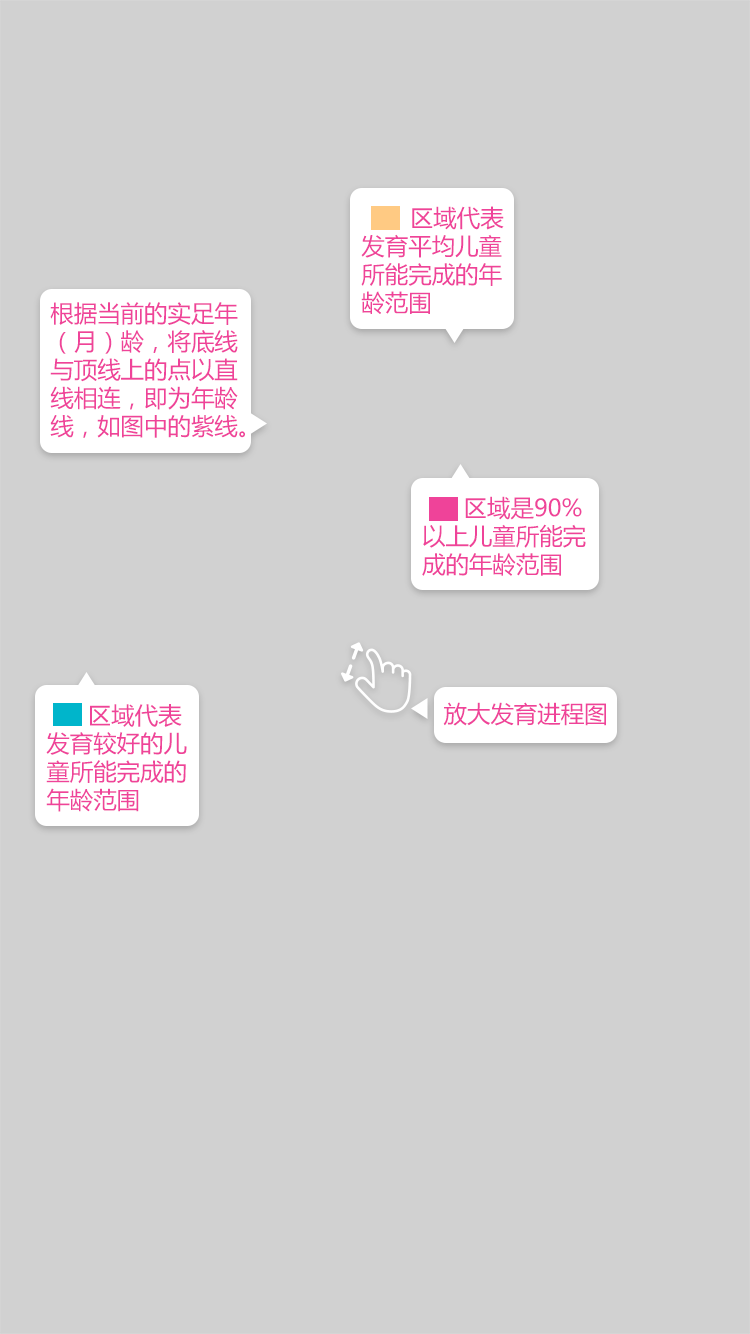 区域代表
发育平均儿童
所能完成的年
龄范围
根据当前的实足年
（月）龄，将底线
与顶线上的点以直
线相连，即为年龄
线，如图中的紫线。
区域是90%
以上儿童所能完
成的年龄范围
区域代表
发育较好的儿
童所能完成的
年龄范围
放大发育进程图